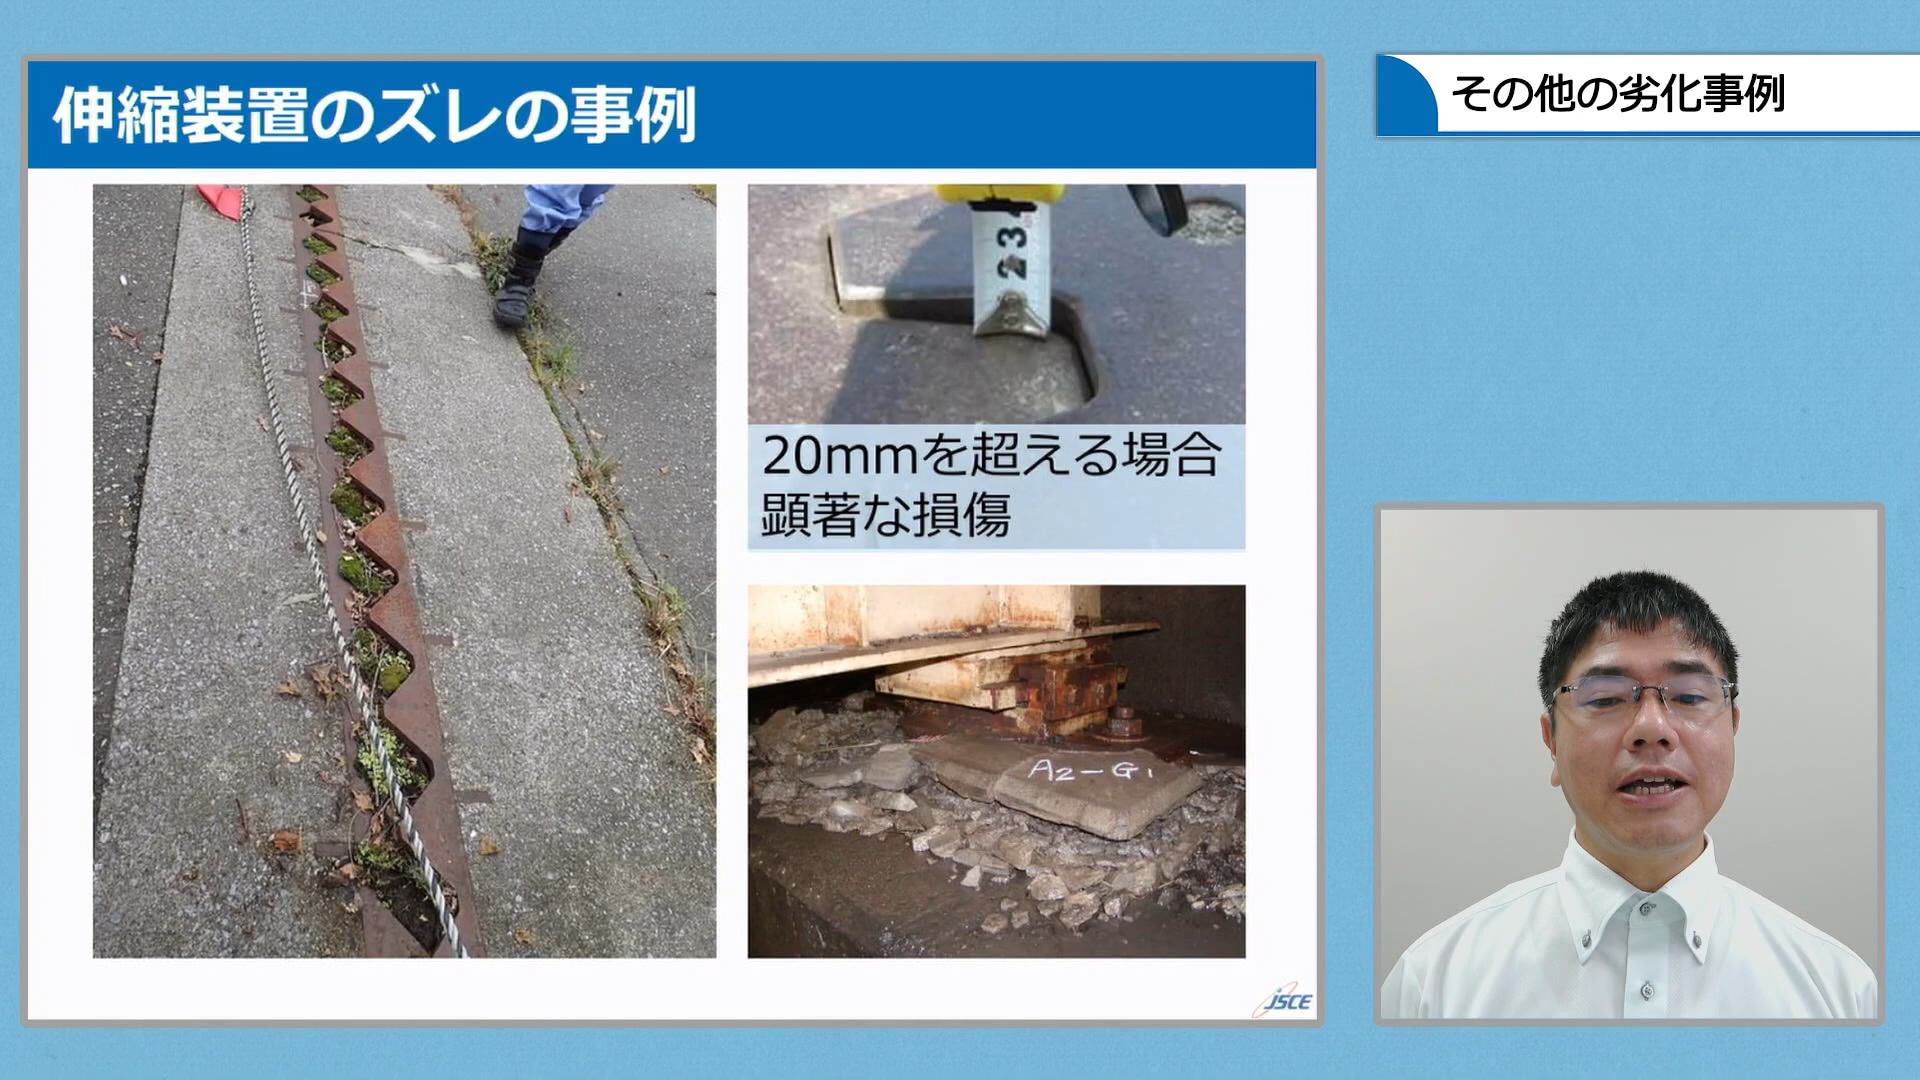 伸縮装置のズレの事例
その他の劣化事例
23
20mmを超える場合
顕著な損傷
A2-G1
JSCE